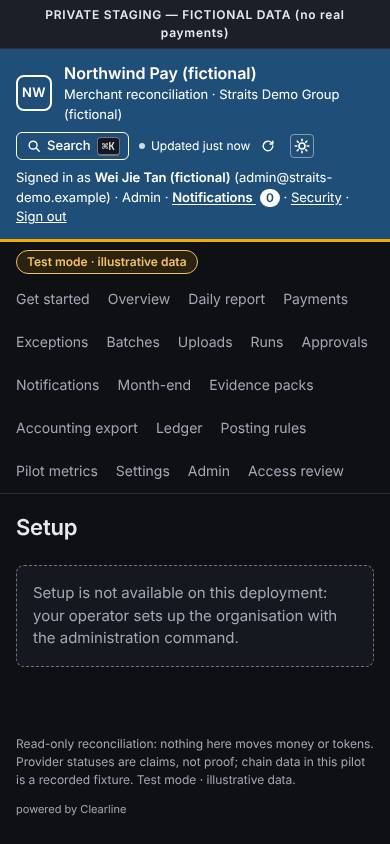 PRIVATE STAGING — FICTIONAL DATA (no real
payments)
NW
Northwind Pay (fictional)
Merchant reconciliation · Straits Demo Group
(fictional)
Search ⌘K
Updated just now
Signed in as Wei Jie Tan (fictional) (admin@straits-
demo.example) · Admin · Notifications 0 · Security ·
Sign out
Test mode · illustrative data
Get started Overview Daily report Payments
Exceptions Batches Uploads Runs Approvals
Notifications Month-end Evidence packs
Accounting export Ledger Posting rules
Pilot metrics Settings Admin Access review
Setup
Setup is not available on this deployment:
your operator sets up the organisation with
the administration command.
Read-only reconciliation: nothing here moves money or tokens.
Provider statuses are claims, not proof; chain data in this pilot
is a recorded fixture. Test mode · illustrative data.
powered by Clearline